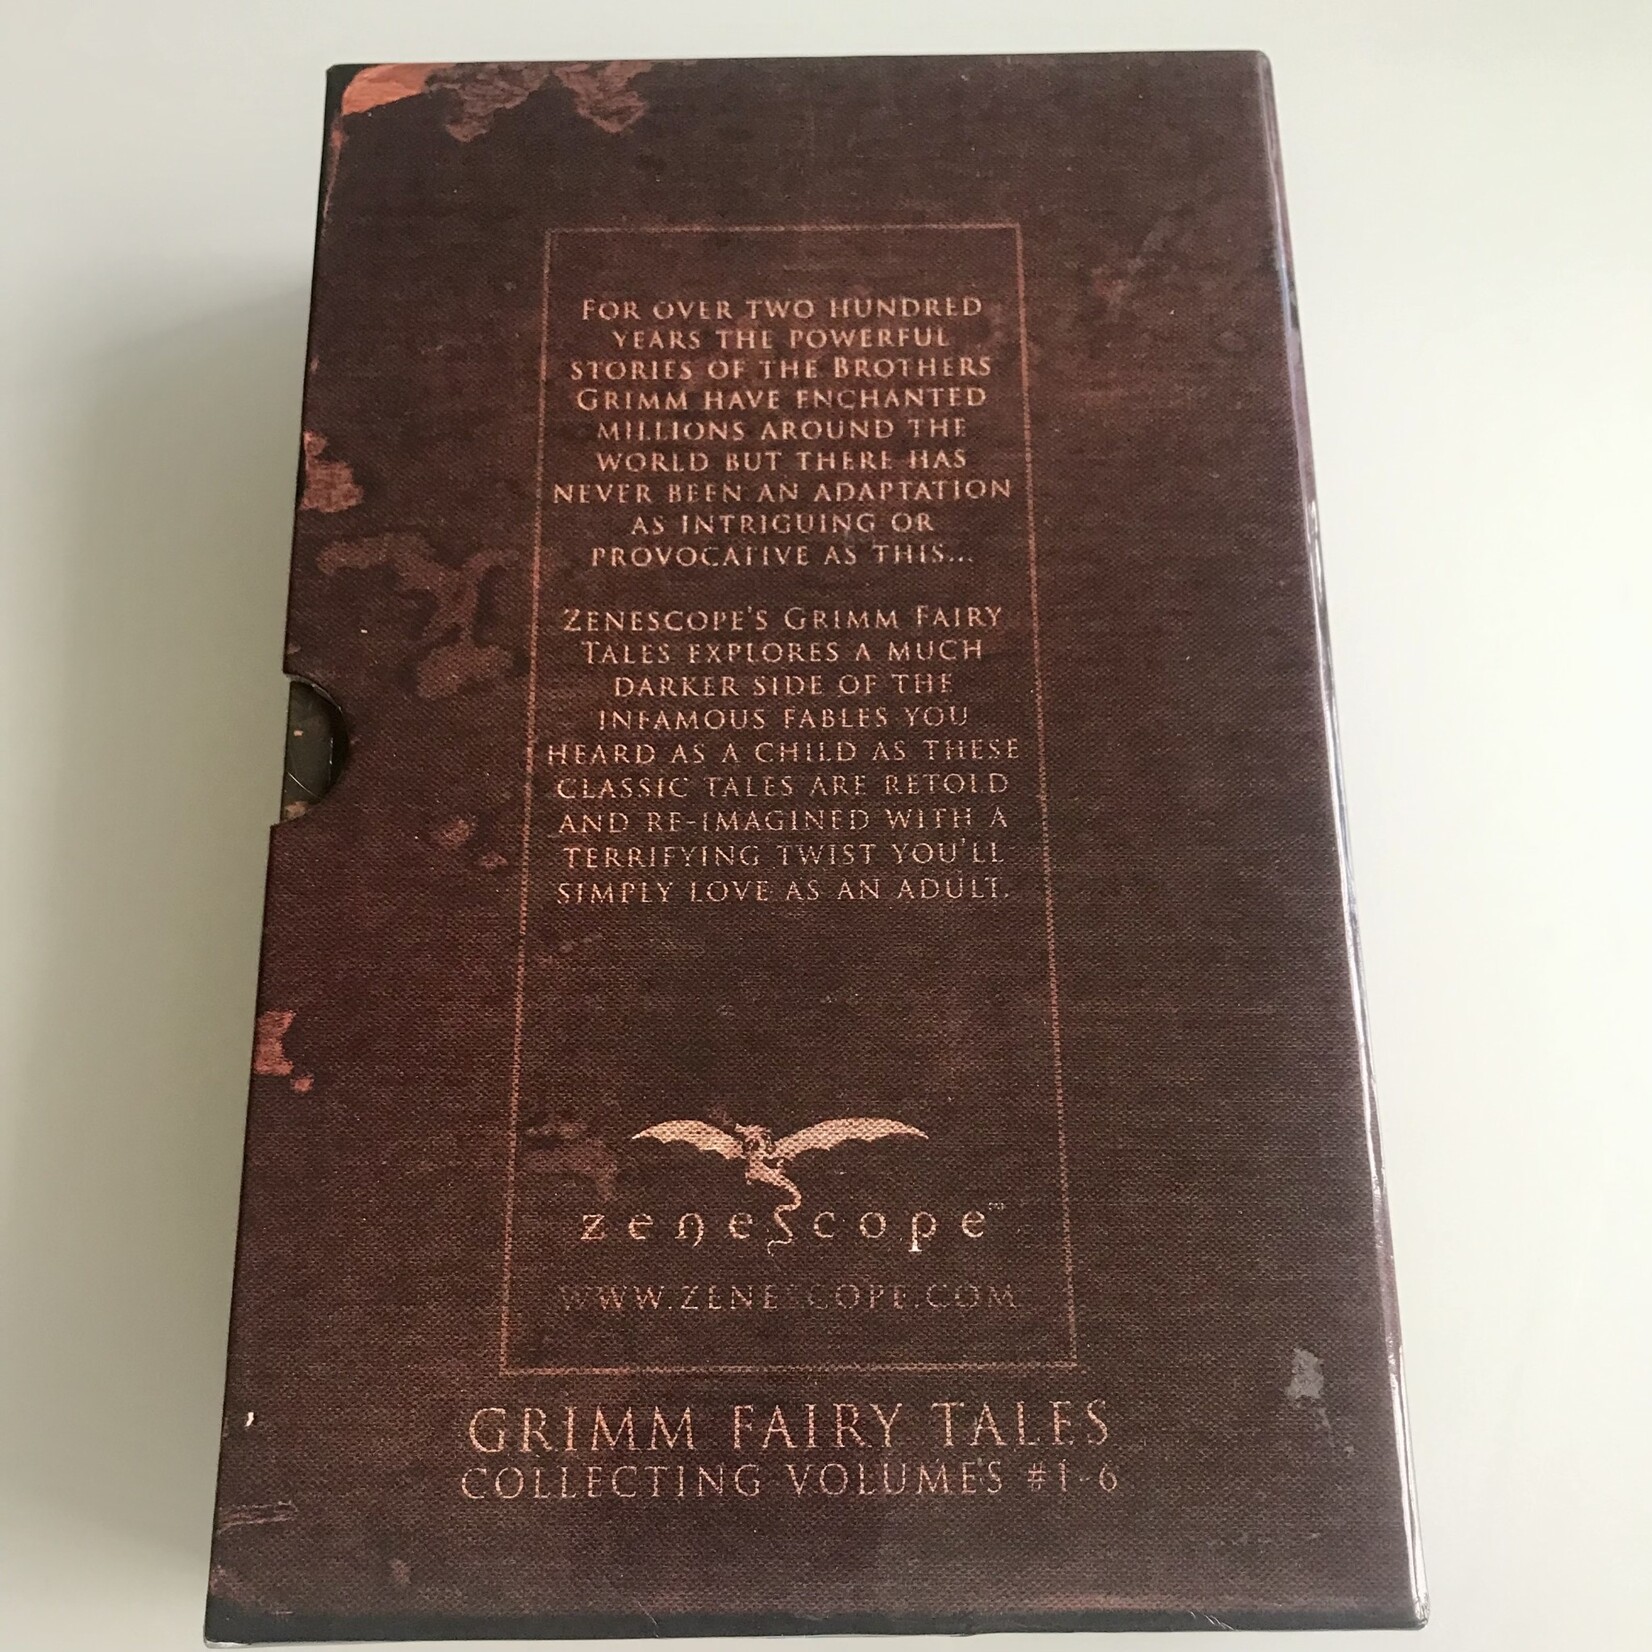 FOR OVER TWO HUNDRED
YEARS THE POWERFUL
STORIES OF THE BROTHERS
GRIMM HAVE ENCHANTED
MILLIONS AROUND THE
WORLD BUT THERE HAS
NEVER BEEN AN ADAPTATION
AS INTRIGUING OR
PROVOCATIVE AS THIS...
ZENESCOPE'S GRIMM FAIRY
TALES EXPLORES A MUCH
DARKER SIDE OF THE
INFAMOUS FABLES YOU
HEARD AS A CHILD AS THESE
CLASSIC TALES ARE RETOLD
AND RE-IMAGINED WITH A
TERRIFYING TWIST YOU'LL
SIMPLY LOVE AS AN ADULT.
zenescope™
WWW.ZENESCOPE.COM
GRIMM FAIRY TALES
COLLECTING VOLUMES #1-6